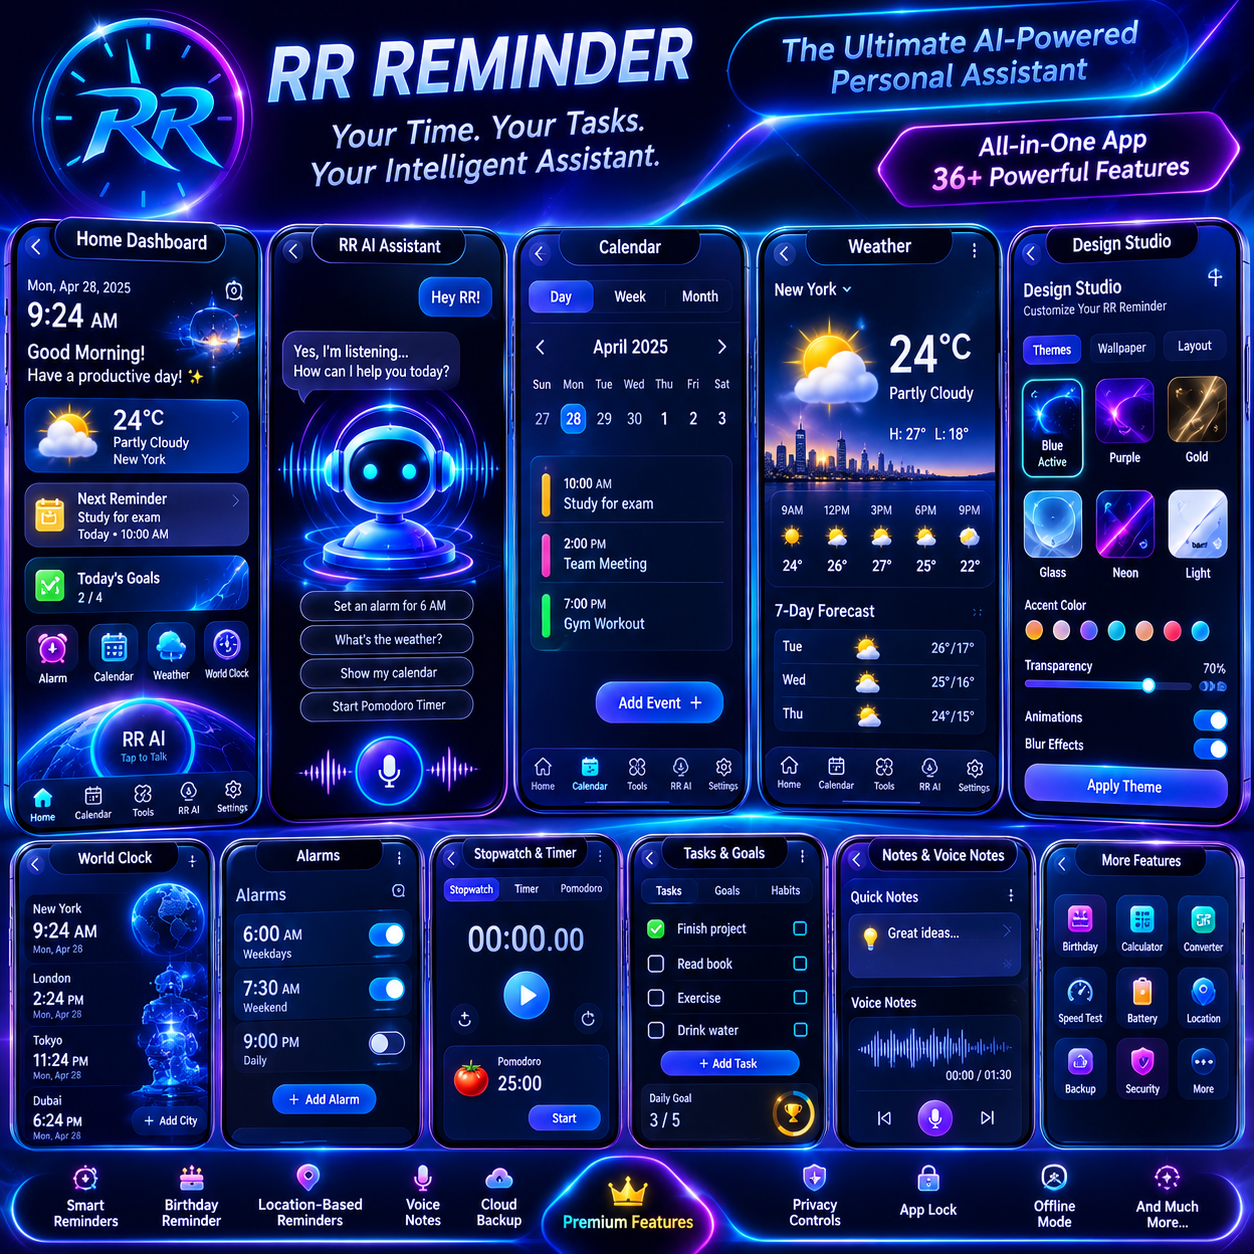 RR
RR REMINDER
Your Time. Your Tasks.
Your Intelligent Assistant.
The Ultimate AI-Powered
Personal Assistant
All-in-One App
36+ Powerful Features
Home Dashboard
Mon, Apr 28, 2025
9:24 AM
Good Morning!
Have a productive day! ✨
24°C
Partly Cloudy
New York
Next Reminder
Study for exam
Today • 10:00 AM
Today's Goals
2 / 4
Alarm
Calendar
Weather
World Clock
RR AI
Tap to Talk
Home
Calendar
Tools
RR AI
Settings
RR AI Assistant
Hey RR!
Yes, I'm listening...
How can I help you today?
Set an alarm for 6 AM
What's the weather?
Show my calendar
Start Pomodoro Timer
Calendar
Day Week Month
April 2025
Sun Mon Tue Wed Thu Fri Sat
27 28 29 30 1 2 3
10:00 AM
Study for exam
2:00 PM
Team Meeting
7:00 PM
Gym Workout
Add Event +
Home
Calendar
Tools
RR AI
Settings
Weather
New York
24°C
Partly Cloudy
H: 27° L: 18°
9AM 12PM 3PM 6PM 9PM
24° 26° 27° 25° 22°
7-Day Forecast
Tue 26°/17°
Wed 25°/16°
Thu 24°/15°
Home
Calendar
Tools
RR AI
Settings
Design Studio
Design Studio
Customize Your RR Reminder
Themes Wallpaper Layout
Blue
Active
Purple
Gold
Glass
Neon
Light
Accent Color
Transparency 70%
Animations
Blur Effects
Apply Theme
World Clock
New York
9:24 AM
Mon, Apr 28
London
2:24 PM
Mon, Apr 28
Tokyo
11:24 PM
Mon, Apr 28
Dubai
6:24 PM
Mon, Apr 28
+ Add City
Alarms
Alarms
6:00 AM
Weekdays
7:30 AM
Weekend
9:00 PM
Daily
+ Add Alarm
Stopwatch & Timer
Stopwatch Timer Pomodoro
00:00.00
Pomodoro
25:00
Start
Tasks & Goals
Tasks Goals Habits
Finish project
Read book
Exercise
Drink water
+ Add Task
Daily Goal
3 / 5
Notes & Voice Notes
Quick Notes
Great ideas...
Voice Notes
00:00 / 01:30
More Features
Birthday
Calculator
Converter
Speed Test
Battery
Location
Backup
Security
More
Smart
Reminders
Birthday
Reminder
Location-Based
Reminders
Voice
Notes
Cloud
Backup
Premium Features
Privacy
Controls
App Lock
Offline
Mode
And Much
More...